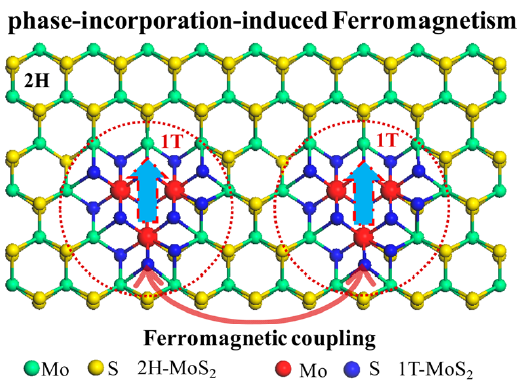 phase-incorporation-induced Ferromagnetism
2H
1T
1T
Ferromagnetic coupling
Mo S 2H-MoS₂ Mo S 1T-MoS₂